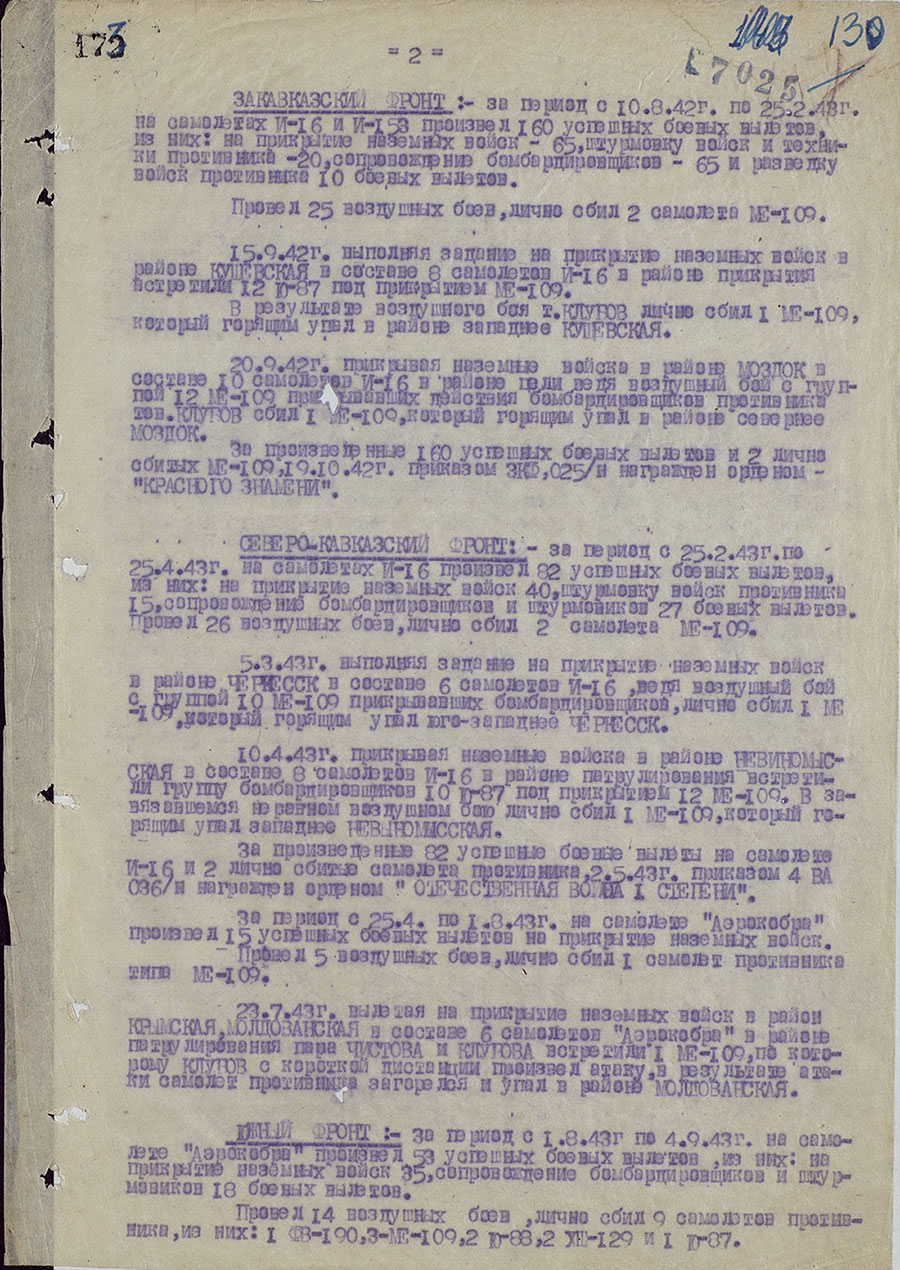 173
130
= 2 =
17025
ЗАКАВКАЗСКИЙ ФРОНТ :- за период с 10.8.42г. по 25.2.43г.
на самолетах И-16 и И-153 произвел 160 успешных боевых вылетов,
из них: на прикрытие наземных войск - 65,штурмовку войск и техни-
ки противника -20,сопровождение бомбардировщиков - 65 и разведку
войск противника 10 боевых вылетов.
Провел 25 воздушных боев,лично сбил 2 самолета МЕ-109.
15.9.42г. выполняя задание на прикрытие наземных войск в
районе КУЩЕВСКАЯ в составе 8 самолетов И-16 в районе прикрытия
встретили 12 Ю-87 под прикрытием МЕ-109.
В результате воздушного боя т.КЛУБОВ лично сбил 1 МЕ-109,
который горящим упал в районе западнее КУЩЕВСКАЯ.
20.9.42г. прикрывая наземные войска в районе МОЗДОК в
составе 10 самолетов И-16 в районе цели ведя воздушный бой с груп-
пой 12 МЕ-109 прикрывавших действия бомбардировщиков противника
тов.КЛУБОВ сбил 1 МЕ-109,который горящим упал в районе севернее
МОЗДОК.
За произведенные 160 успешных боевых вылетов и 2 лично
сбитых МЕ-109,19.10.42г. приказом ЗКФ,025/н награжден орденом -
"КРАСНОГО ЗНАМЕНИ".
СЕВЕРО-КАВКАЗСКИЙ ФРОНТ: - за период с 25.2.43г.по
25.4.43г. на самолетах И-16 произвел 82 успешных боевых вылетов,
из них: на прикрытие наземных войск 40,штурмовку войск противника
15,сопровождение бомбардировщиков и штурмовиков 27 боевых вылетов.
Провел 26 воздушных боев,лично сбил 2 самолета МЕ-109.
5.3.43г. выполняя задание на прикрытие наземных войск
в районе ЧЕРКЕССК в составе 6 самолетов И-16 ,ведя воздушный бой
с группой 10 МЕ-109 прикрывавших бомбардировщиков,лично сбил 1 МЕ
-109,который горящим упал юго-западнее ЧЕРКЕССК.
10.4.43г. прикрывая наземные войска в районе НЕВИНОМЫС-
СКАЯ в составе 8 самолетов И-16 в районе патрулирования встрети-
ли группу бомбардировщиков 10 Ю-87 под прикрытием 12 МЕ-109. В за-
вязавшемся неравном воздушном бою лично сбил 1 МЕ-109,который го-
рящим упал западнее НЕВЫНОМЫССКАЯ.
За произведенные 82 успешные боевые вылеты на самолете
И-16 и 2 лично сбитые самолета противника,2.5.43г. приказом 4 ВА
036/н награжден орденом " ОТЕЧЕСТВЕННАЯ ВОЙНА 1 СТЕПЕНИ".
За период с 25.4. по 1.8.43г. на самолете "Аэрокобра"
произвел 15 успешных боевых вылетов на прикрытие наземных войск.
Провел 5 воздушных боев,лично сбил 1 самолет противника
типа МЕ-109.
23.7.43г. вылетая на прикрытие наземных войск в район
КРЫМСКАЯ,МОЛДОВАНСКАЯ в составе 6 самолетов "Аэрокобра" в районе
патрулирования пара ЧИСТОВА и КЛУБОВА встретили 1 МЕ-109,по кото-
рому КЛУБОВ с короткой дистанции произвел атаку,в результате ата-
ки самолет противника загорелся и упал в районе МОЛДОВАНСКАЯ.
ЮЖНЫЙ ФРОНТ :- За период с 1.8.43г по 4.9.43г. на само-
лете "Аэрокобра" произвел 53 успешных боевых вылетов ,из них: на
прикрытие наземных войск 35,сопровождение бомбардировщиков и штур-
мовиков 18 боевых вылетов.
Провел 14 воздушных боев ,лично сбил 9 самолетов против-
ника,из них: 1 ФВ-190,3-МЕ-109,2 Ю-88,2 ХШ-129 и 1 Ю-87.